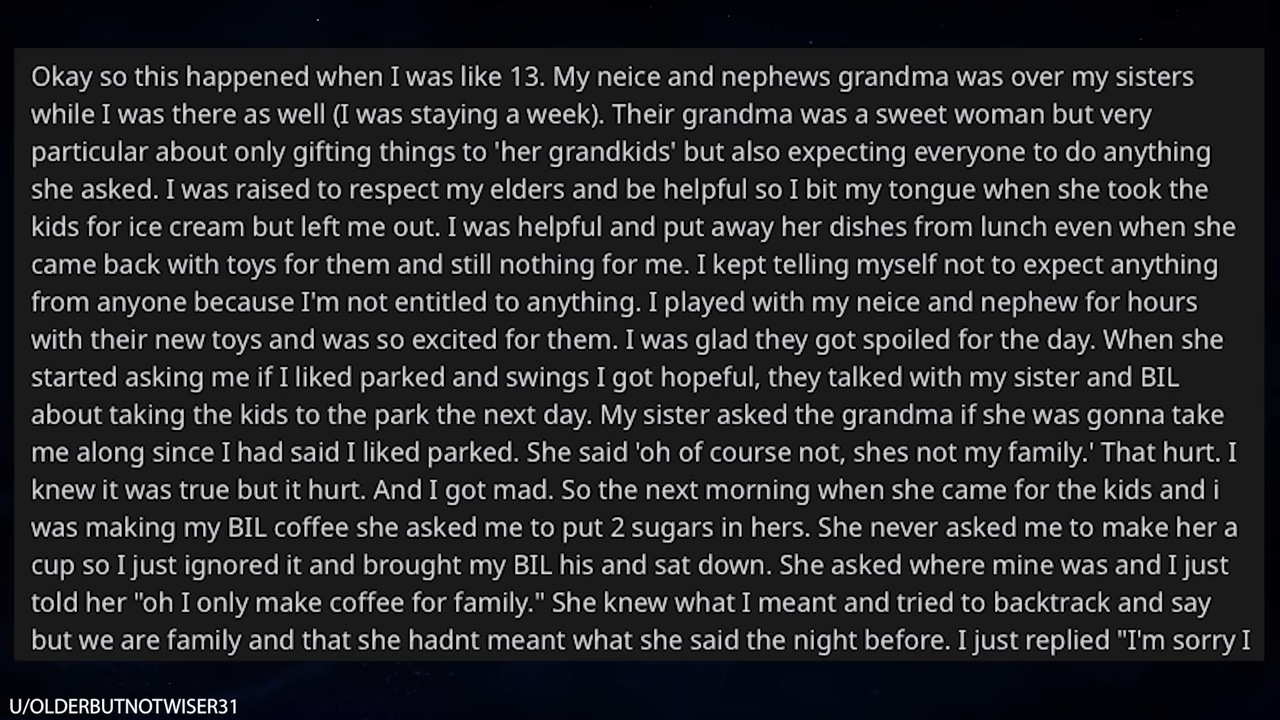 Okay so this happened when I was like 13. My neice and nephews grandma was over my sisters
while I was there as well (I was staying a week). Their grandma was a sweet woman but very
particular about only gifting things to 'her grandkids' but also expecting everyone to do anything
she asked. I was raised to respect my elders and be helpful so I bit my tongue when she took the
kids for ice cream but left me out. I was helpful and put away her dishes from lunch even when she
came back with toys for them and still nothing for me. I kept telling myself not to expect anything
from anyone because I'm not entitled to anything. I played with my neice and nephew for hours
with their new toys and was so excited for them. I was glad they got spoiled for the day. When she
started asking me if I liked parked and swings I got hopeful, they talked with my sister and BIL
about taking the kids to the park the next day. My sister asked the grandma if she was gonna take
me along since I had said I liked parked. She said 'oh of course not, shes not my family.' That hurt. I
knew it was true but it hurt. And I got mad. So the next morning when she came for the kids and i
was making my BIL coffee she asked me to put 2 sugars in hers. She never asked me to make her a
cup so I just ignored it and brought my BIL his and sat down. She asked where mine was and I just
told her "oh I only make coffee for family." She knew what I meant and tried to backtrack and say
but we are family and that she hadnt meant what she said the night before. I just replied "I'm sorry I
U/OLDERBUTNOTWISER31